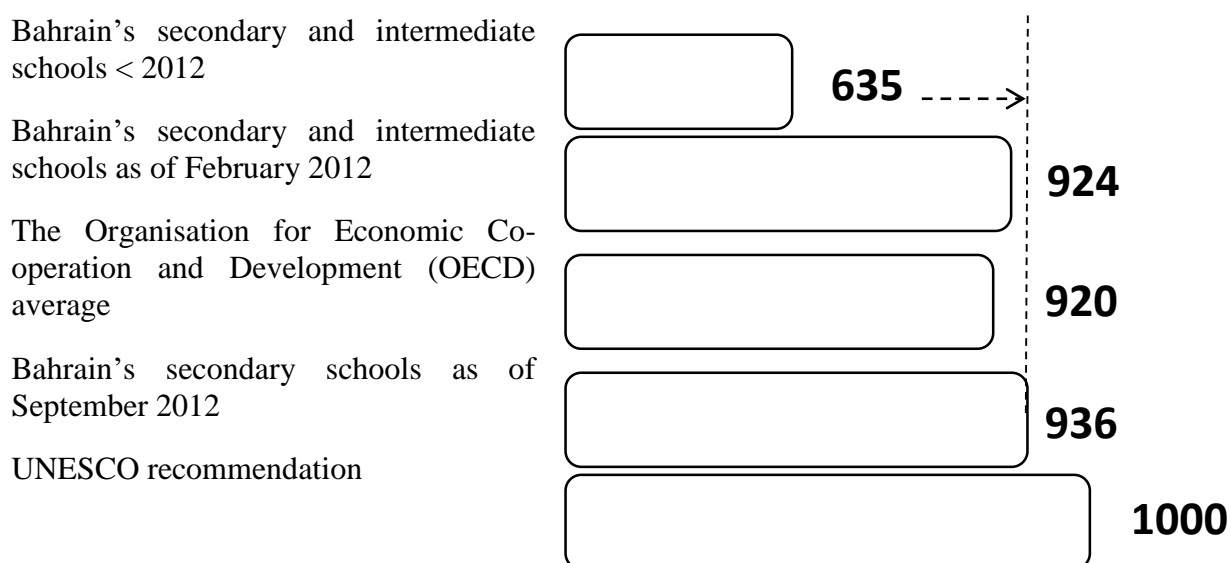 Bahrain's secondary and intermediate
schools < 2012
635
Bahrain's secondary and intermediate
schools as of February 2012
924
The Organisation for Economic Co-
operation and Development (OECD)
average
920
Bahrain's secondary schools as of
September 2012
936
UNESCO recommendation
1000